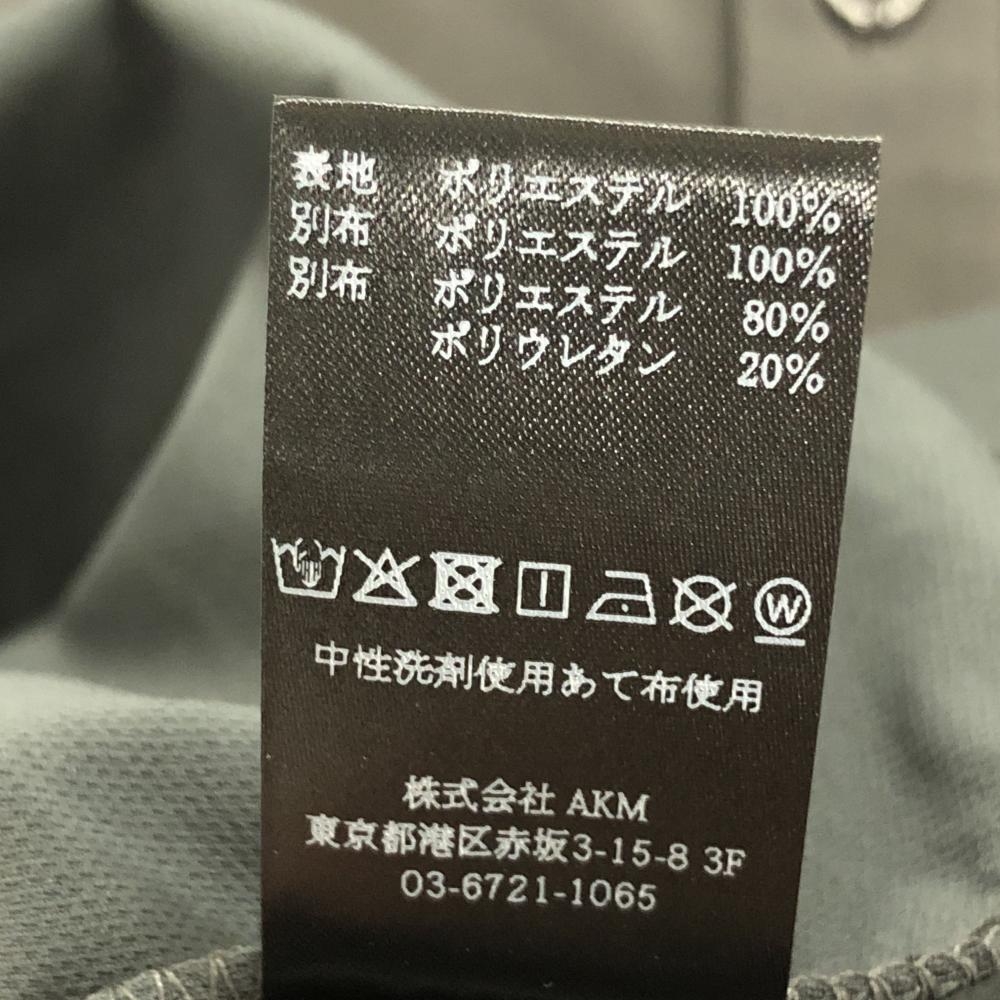 表地 ポリエステル 100%
別布 ポリエステル 100%
別布 ポリエステル 80%
ポリウレタン 20%
W
中性洗剤使用あて布使用
株式会社 AKM
東京都港区赤坂3-15-8 3F
03-6721-1065